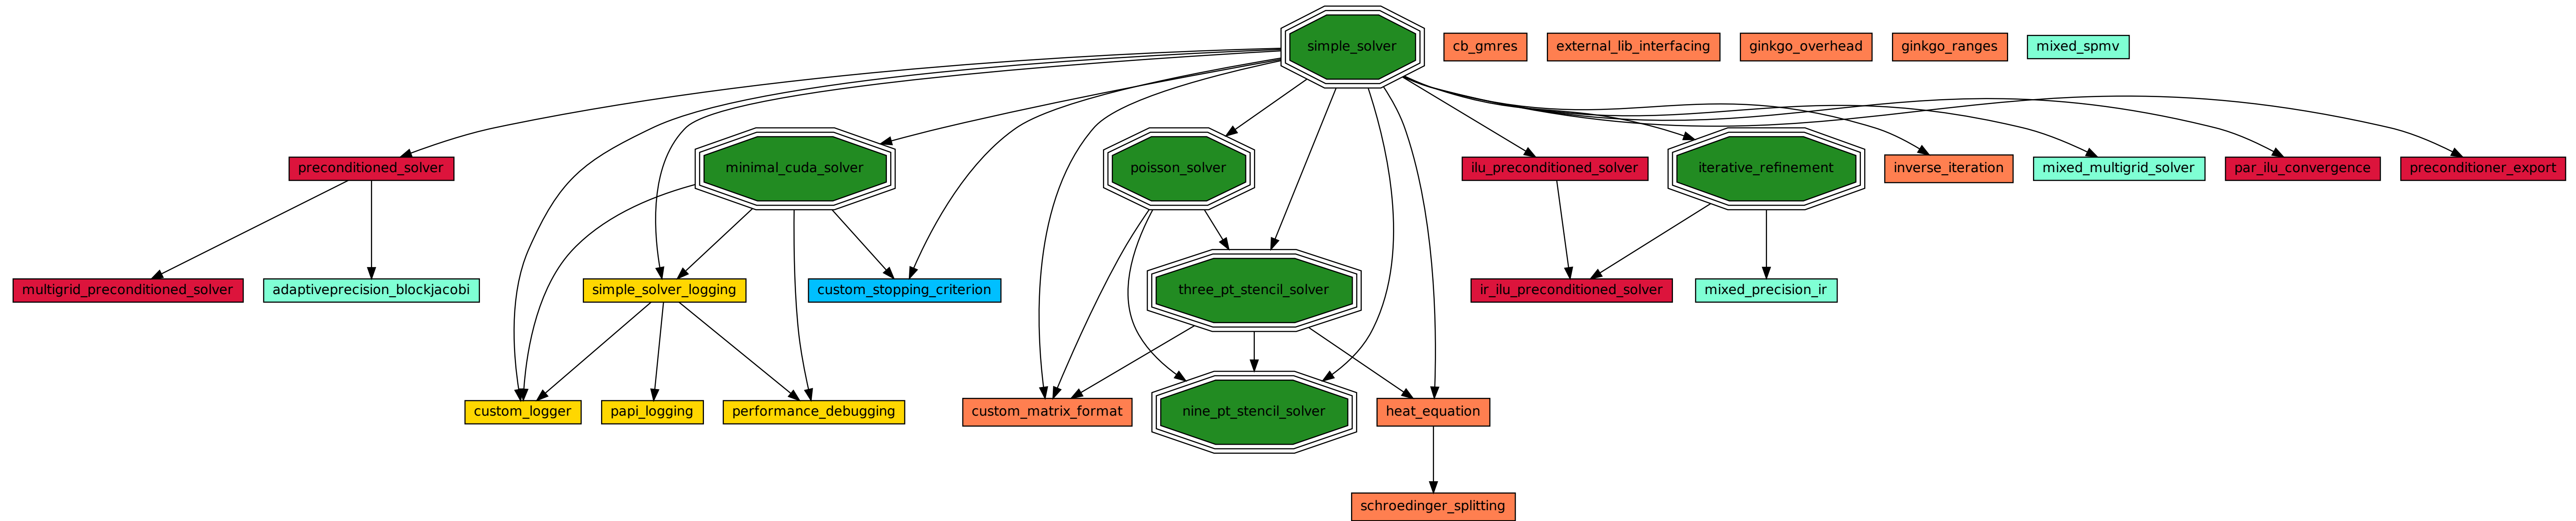 simple_solver
cb_gmres
external_lib_interfacing
ginkgo_overhead
ginkgo_ranges
mixed_spmv
preconditioned_solver
minimal_cuda_solver
poisson_solver
ilu_preconditioned_solver
iterative_refinement
inverse_iteration
mixed_multigrid_solver
par_ilu_convergence
preconditioner_export
multigrid_preconditioned_solver
adaptiveprecision_blockjacobi
simple_solver_logging
custom_stopping_criterion
three_pt_stencil_solver
ir_ilu_preconditioned_solver
mixed_precision_ir
custom_logger
papi_logging
performance_debugging
custom_matrix_format
nine_pt_stencil_solver
heat_equation
schroedinger_splitting